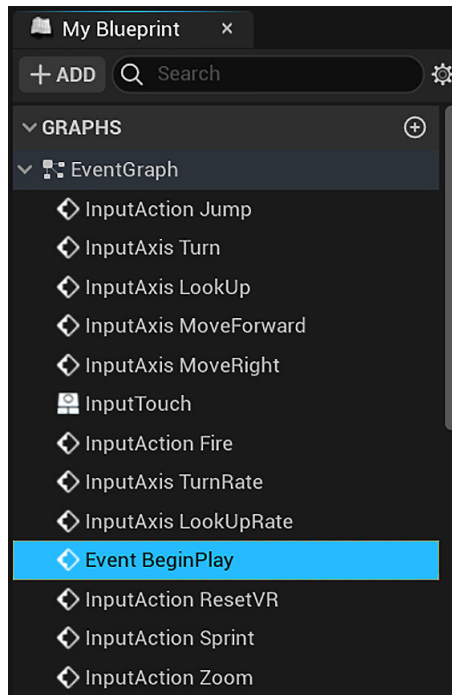 My Blueprint ×
+ ADD Search
GRAPHS
EventGraph
InputAction Jump
InputAxis Turn
InputAxis LookUp
InputAxis MoveForward
InputAxis MoveRight
InputTouch
InputAction Fire
InputAxis TurnRate
InputAxis LookUpRate
Event BeginPlay
InputAction ResetVR
InputAction Sprint
InputAction Zoom